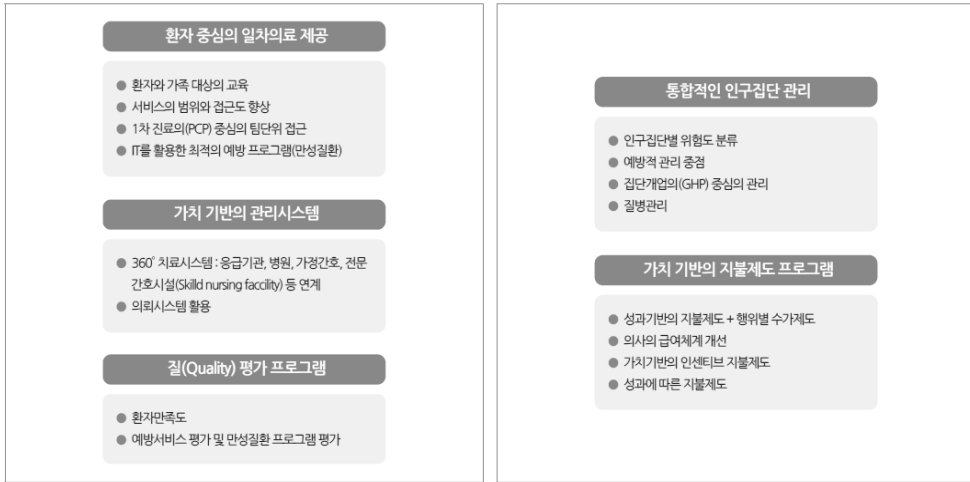 환자 중심의 일차의료 제공
● 환자와 가족 대상의 교육
● 서비스의 범위와 접근도 향상
● 1차 진료의(PCP) 중심의 팀단위 접근
● IT를 활용한 최적의 예방 프로그램(만성질환)
가치 기반의 관리시스템
● 360° 치료시스템 : 응급기관, 병원, 가정간호, 전문
간호시설(Skilld nursing faccility) 등 연계
● 의뢰시스템 활용
질(Quality) 평가 프로그램
● 환자만족도
● 예방서비스 평가 및 만성질환 프로그램 평가
통합적인 인구집단 관리
● 인구집단별 위험도 분류
● 예방적 관리 중점
● 집단개업의(GHP) 중심의 관리
● 질병관리
가치 기반의 지불제도 프로그램
● 성과기반의 지불제도 + 행위별 수가제도
● 의사의 급여체계 개선
● 가치기반의 인센티브 지불제도
● 성과에 따른 지불제도